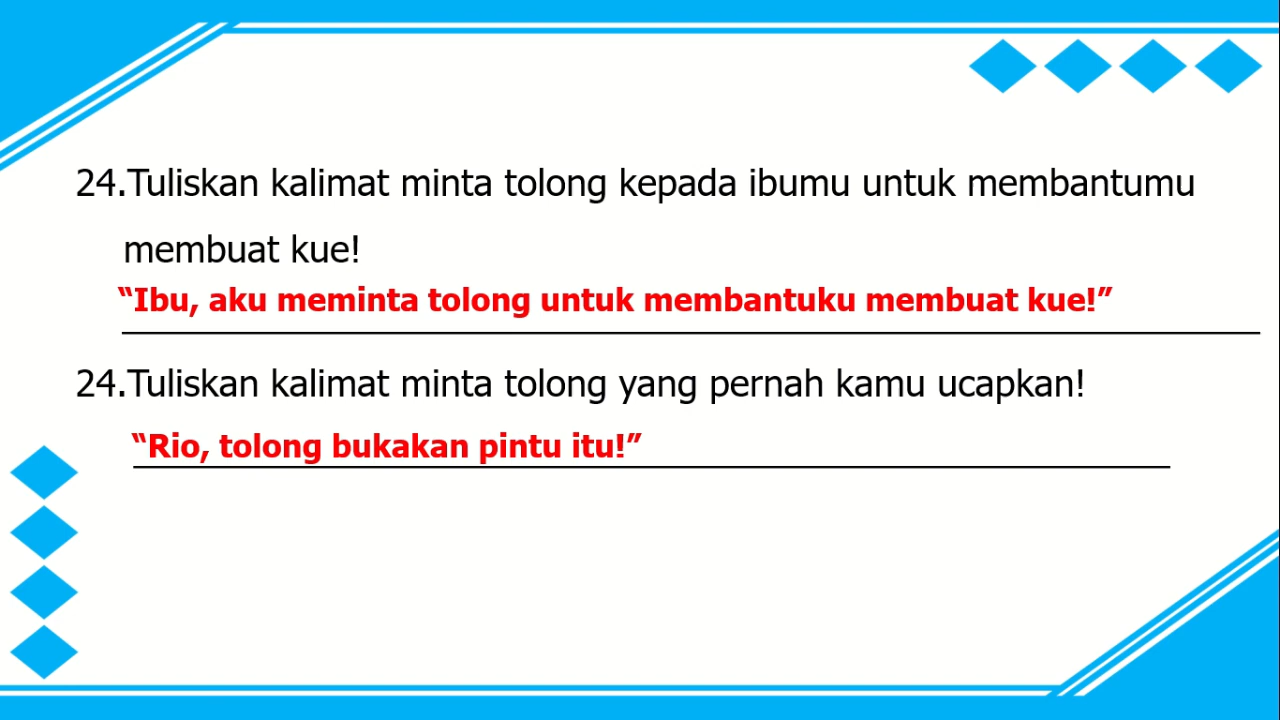 24.Tuliskan kalimat minta tolong kepada ibumu untuk membantumu
membuat kue!
“Ibu, aku meminta tolong untuk membantuku membuat kue!”
24.Tuliskan kalimat minta tolong yang pernah kamu ucapkan!
“Rio, tolong bukakan pintu itu!”